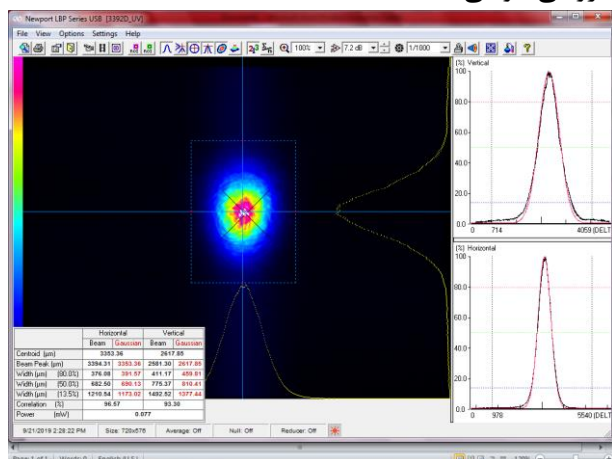 Newport LBP Series USB [3392D_UV]
File View Options Settings Help
100% 7.2 dB 1/1000
[%] Vertical
100.0
80.0
60.0
40.0
20.0
0.0
0 714 4059 (DELT
[%] Horizontal
100.0
80.0
60.0
40.0
20.0
0.0
0 978 5540 (DELT
Horizontal Vertical
Beam Gaussian Beam Gaussian
Centroid (µm) 3353.36 2617.85
Beam Peak (µm) 3394.31 3353.36 2581.30 2617.85
Width (µm) (80.0%) 376.08 391.57 411.17 459.81
Width (µm) (50.0%) 682.50 690.13 775.37 810.41
Width (µm) (13.5%) 1210.54 1173.02 1492.52 1377.44
Correlation (%) 96.57 93.30
Power (mW) 0.077
9/21/2019 2:28:22 PM Size: 720x576 Average: Off Null: Off Reducer: Off